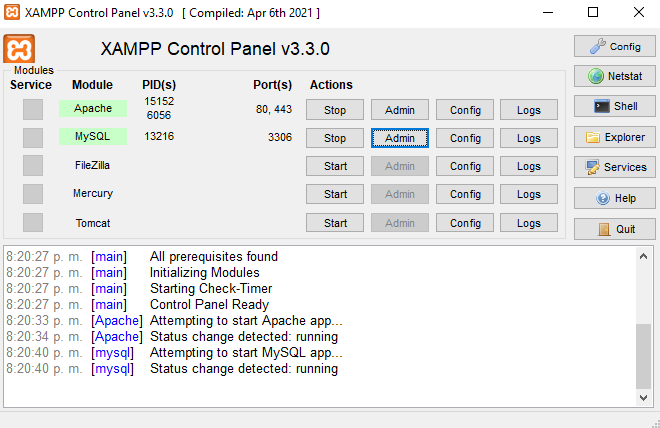 XAMPP Control Panel v3.3.0 [ Compiled: Apr 6th 2021 ]
XAMPP Control Panel v3.3.0
Config
Modules
Service Module PID(s) Port(s) Actions
Netstat
Apache 15152 6056 80, 443 Stop Admin Config Logs
Shell
MySQL 13216 3306 Stop Admin Config Logs
Explorer
FileZilla Start Admin Config Logs
Services
Mercury Start Admin Config Logs
Help
Tomcat Start Admin Config Logs
Quit
8:20:27 p. m. [main] All prerequisites found
8:20:27 p. m. [main] Initializing Modules
8:20:27 p. m. [main] Starting Check-Timer
8:20:27 p. m. [main] Control Panel Ready
8:20:33 p. m. [Apache] Attempting to start Apache app...
8:20:34 p. m. [Apache] Status change detected: running
8:20:40 p. m. [mysql] Attempting to start MySQL app...
8:20:40 p. m. [mysql] Status change detected: running